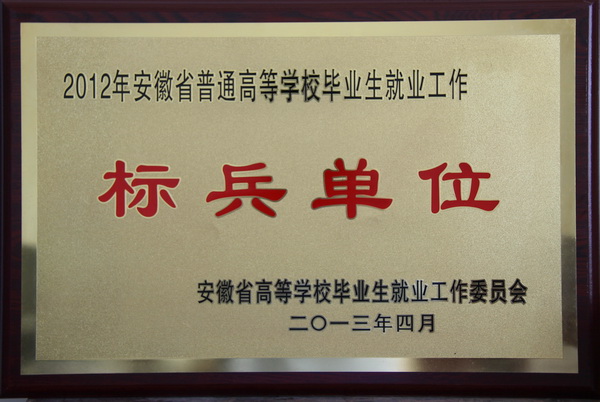 2012年安徽省普通高等学校毕业生就业工作
标兵单位
安徽省高等学校毕业生就业工作委员会
二〇一三年四月